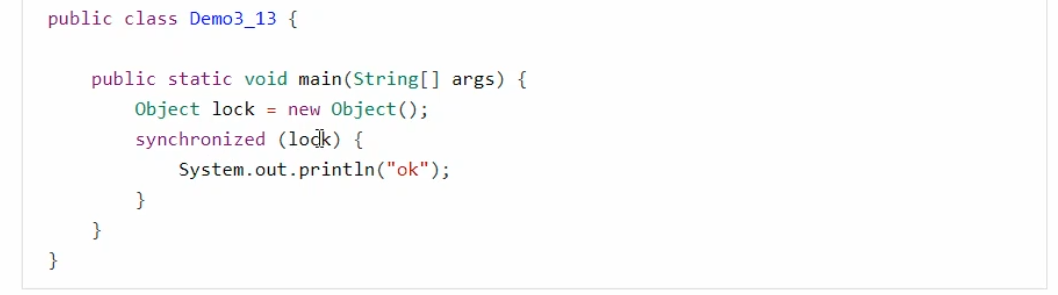 public class Demo3_13 {
    public static void main(String[] args) {
        Object lock = new Object();
        synchronized (lock) {
            System.out.println("ok");
        }
    }
}